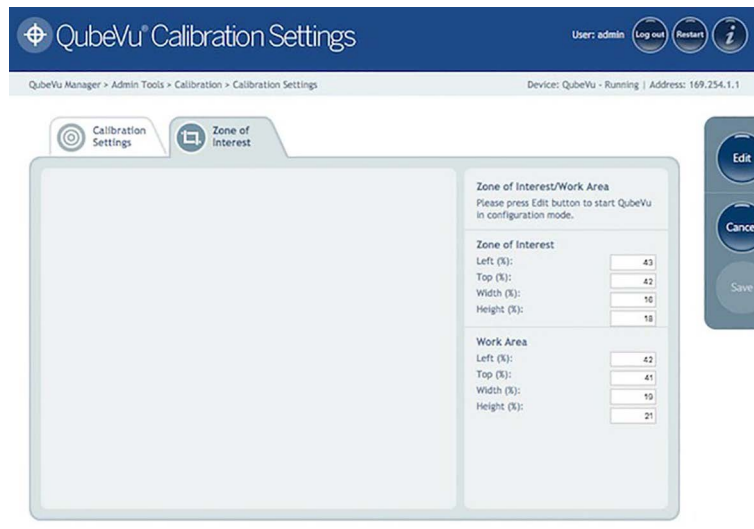 QubeVu® Calibration Settings
User: admin
Log out
Restart
i
QubeVu Manager > Admin Tools > Calibration > Calibration Settings
Device: QubeVu - Running | Address: 169.254.1.1
Calibration
Settings
Zone of
Interest
Zone of Interest/Work Area
Please press Edit button to start QubeVu
in configuration mode.
Zone of Interest
Left (%): 43
Top (%): 42
Width (%): 16
Height (%): 18
Work Area
Left (%): 42
Top (%): 41
Width (%): 19
Height (%): 21
Edit
Cance
Save